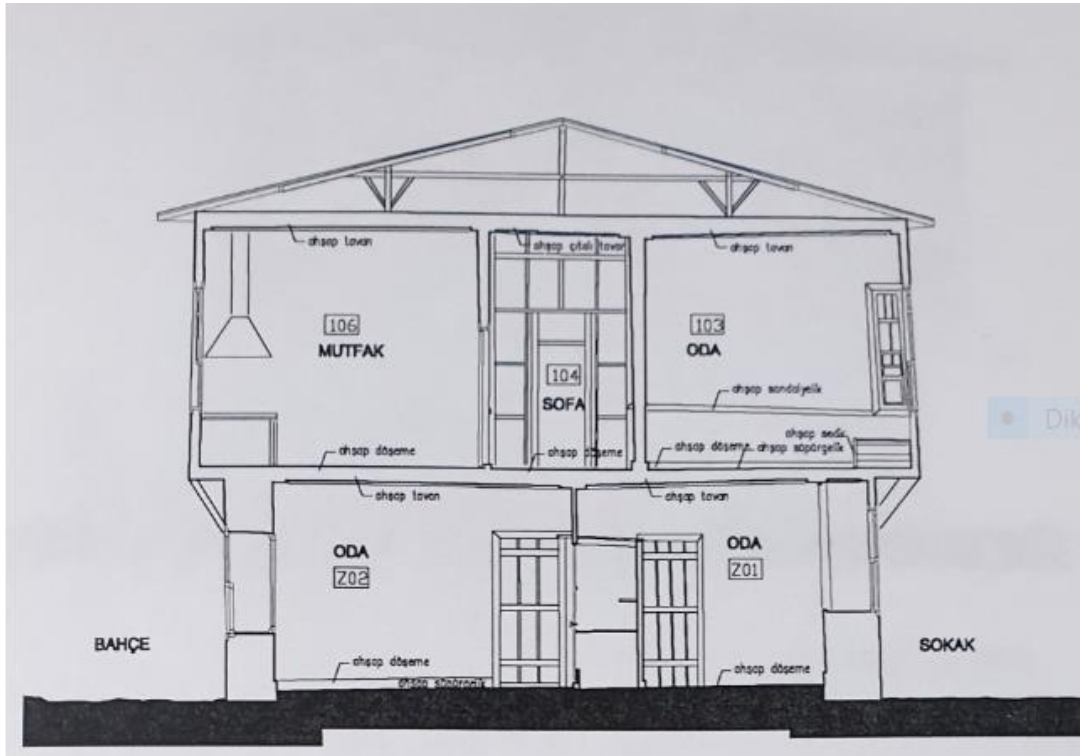 ahşap tavan
ahşap çıtalı tavan
ahşap tavan
106
MUTFAK
103
ODA
104
SOFA
ahşap sandalyelik
ahşap sedir
ahşap döşeme
ahşap döşeme
ahşap döşeme
ahşap süpürgelik
ahşap tavan
ahşap tavan
ODA
Z02
ODA
Z01
BAHÇE
SOKAK
ahşap döşeme
ahşap süpürgelik
ahşap döşeme
Dik